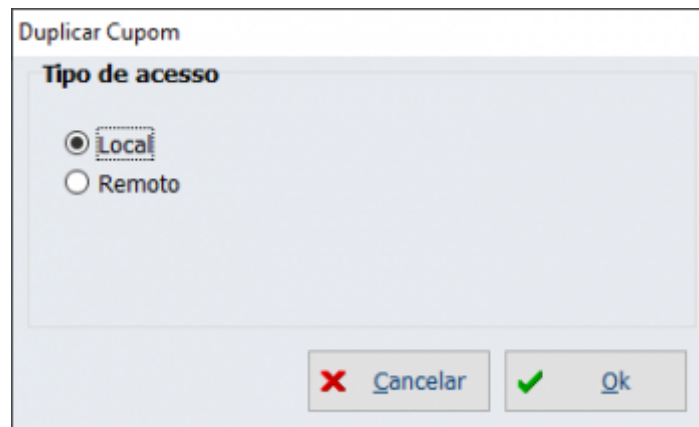 Duplicar Cupom
Tipo de acesso
Local
Remoto
Cancelar
Ok